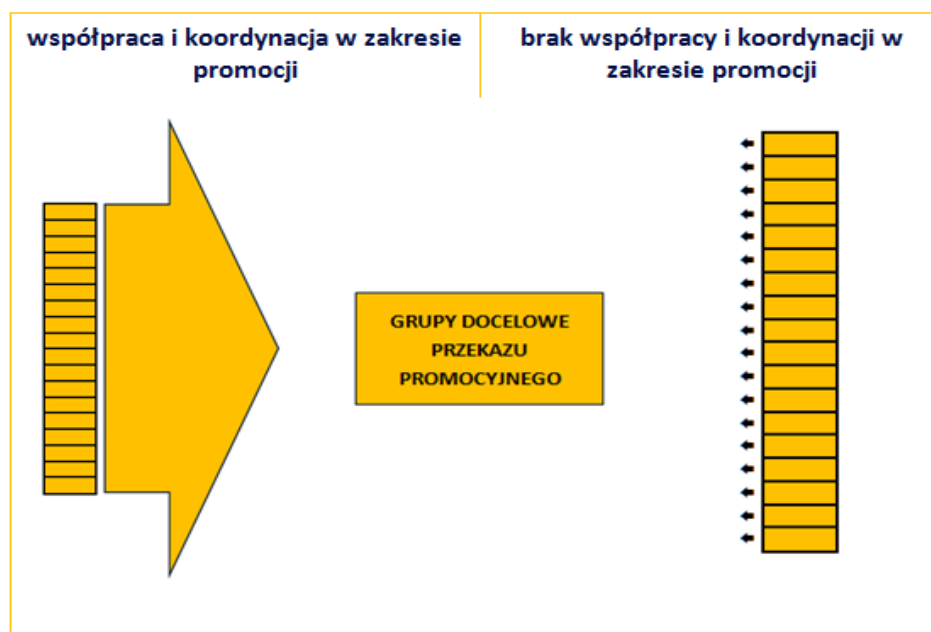 współpraca i koordynacja w zakresie
promocji
brak współpracy i koordynacji w
zakresie promocji
GRUPY DOCELOWE
PRZEKAZU
PROMOCYJNEGO